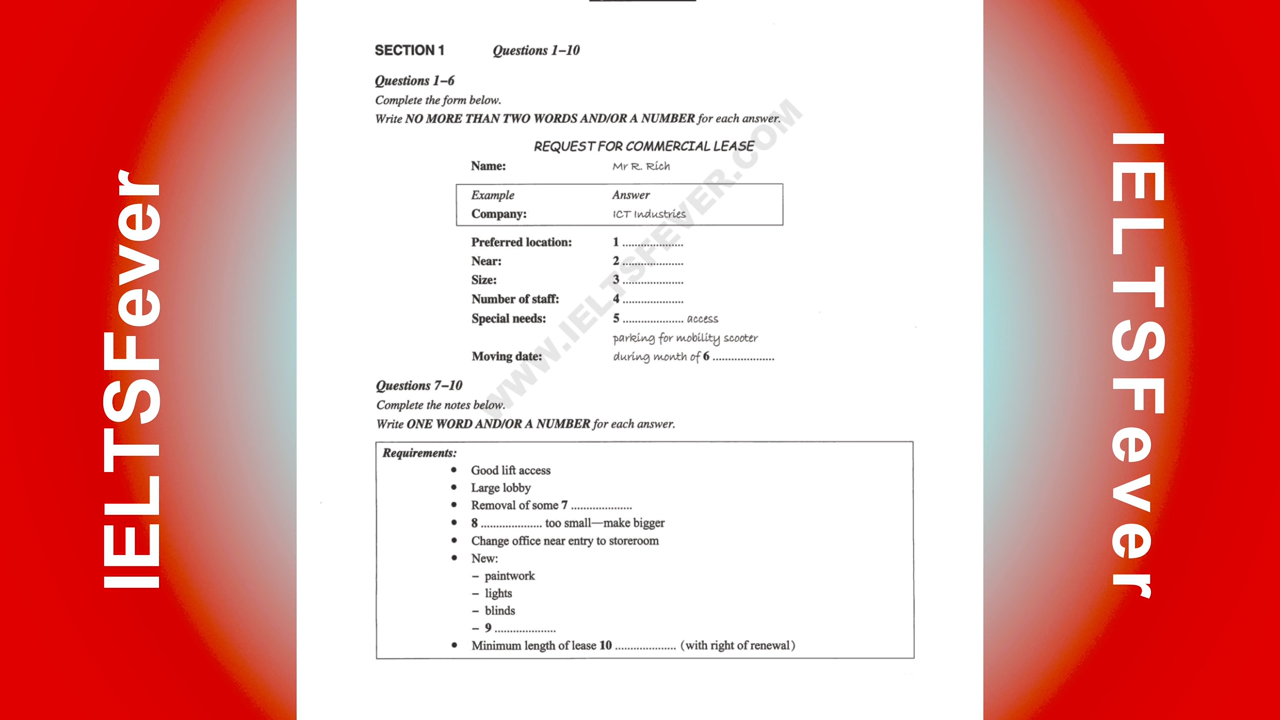 SECTION 1 Questions 1–10
Questions 1–6
Complete the form below.
Write NO MORE THAN TWO WORDS AND/OR A NUMBER for each answer.
REQUEST FOR COMMERCIAL LEASE
Name: Mr R. Rich
Example Answer
Company: ICT Industries
Preferred location: 1 ....................
Near: 2 ....................
Size: 3 ....................
Number of staff: 4 ....................
Special needs: 5 .................... access
parking for mobility scooter
Moving date: during month of 6 ....................
Questions 7–10
Complete the notes below.
Write ONE WORD AND/OR A NUMBER for each answer.
Requirements:
• Good lift access
• Large lobby
• Removal of some 7 ....................
• 8 .................... too small—make bigger
• Change office near entry to storeroom
• New:
– paintwork
– lights
– blinds
– 9 ....................
• Minimum length of lease 10 .................... (with right of renewal)
WWW.IELTSFEVER.COM
IELTSFever
IELTSFever